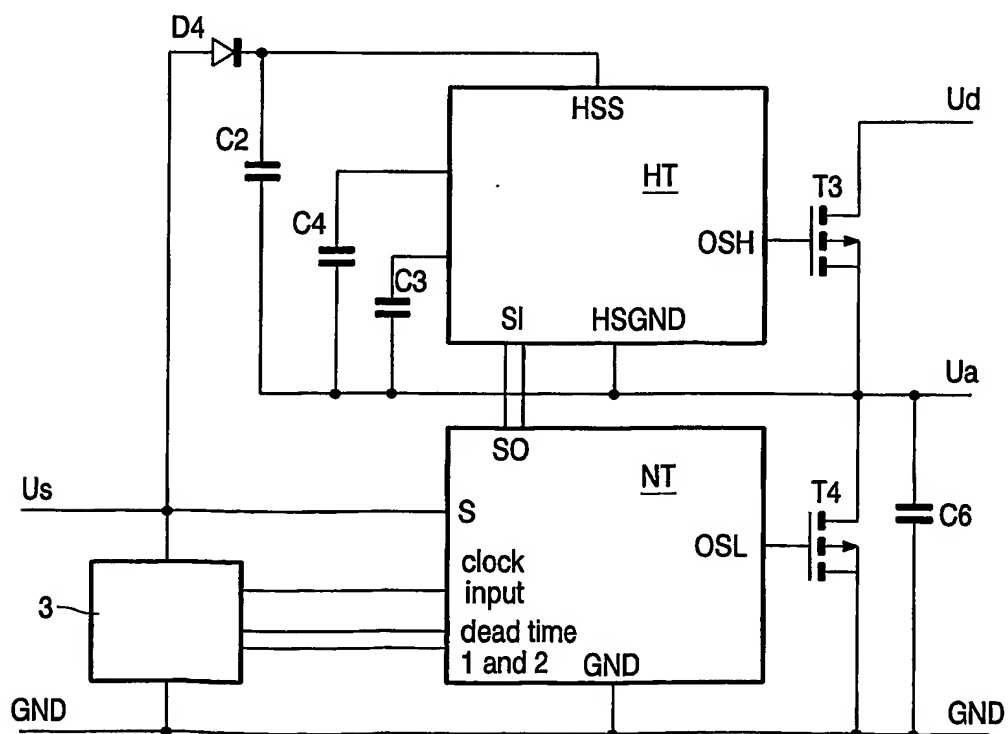 D4
HSS
Ud
C2
HT
T3
C4
OSH
C3
SI
HSGND
Ua
SO
NT
Us
S
T4
C6
OSL
clock
input
3
dead time
1 and 2
GND
GND
GND